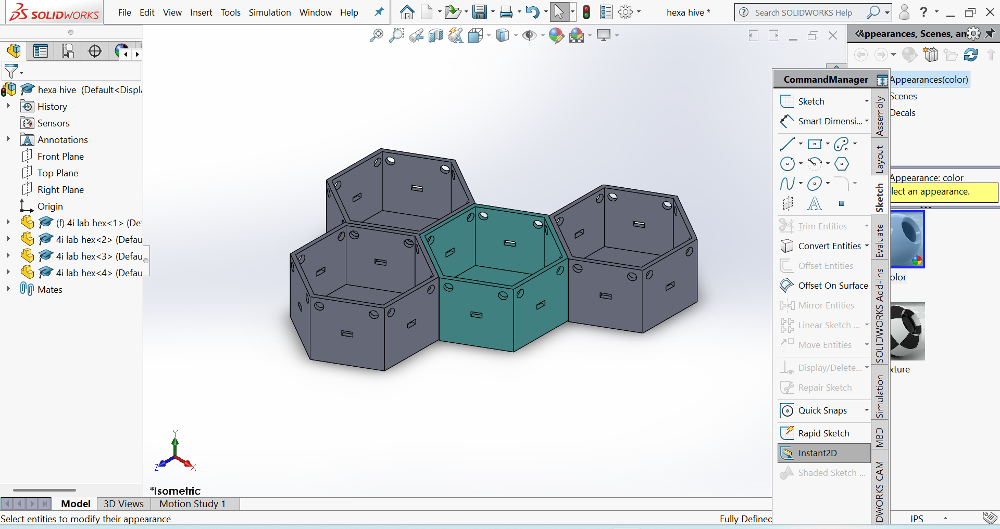 SOLIDWORKS File Edit View Insert Tools Simulation Window Help hexa hive * Search SOLIDWORKS Help ?
Appearances, Scenes, an
hexa hive (Default<Displ
History
Sensors
Annotations
Front Plane
Top Plane
Right Plane
Origin
(f) 4i lab hex<1> (De
4i lab hex<2> (Defau
4i lab hex<3> (Defau
4i lab hex<4> (Defau
Mates
Y
Z
X
*Isometric
CommandManager
Sketch
Smart Dimensi...
Trim Entities
Convert Entities
Offset Entities
Offset On Surface
Mirror Entities
Linear Sketch ...
Move Entities
Display/Delete...
Repair Sketch
Quick Snaps
Rapid Sketch
Instant2D
Shaded Sketch ...
Assembly
Layout
Sketch
Evaluate
SOLIDWORKS Add-Ins
Simulation
MBD
IDWORKS CAM
Appearances(color)
Scenes
Decals
Appearance: color
lect an appearance.
olor
xture
Model 3D Views Motion Study 1
Select entities to modify their appearance Fully Defined IPS